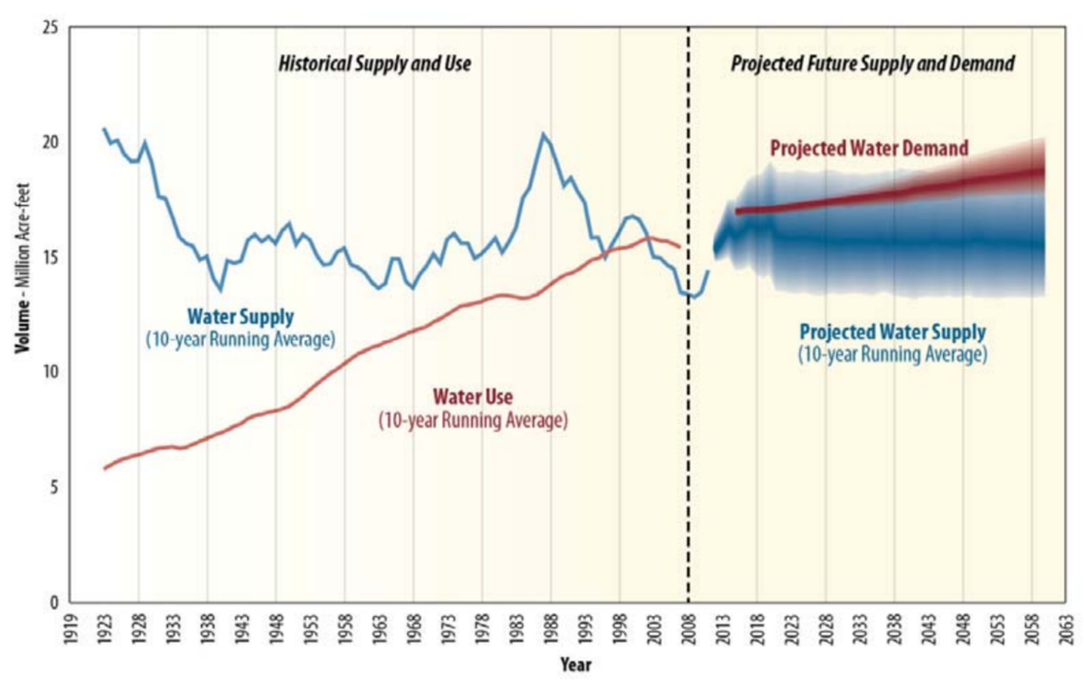 25
20
15
10
5
0
Volume - Million Acre-feet
Historical Supply and Use
Projected Future Supply and Demand
Projected Water Demand
Water Supply
(10-year Running Average)
Water Use
(10-year Running Average)
Projected Water Supply
(10-year Running Average)
1919 1923 1928 1933 1938 1943 1948 1953 1958 1963 1968 1973 1978 1983 1988 1993 1998 2003 2008 2013 2018 2023 2028 2033 2038 2043 2048 2053 2058 2063
Year